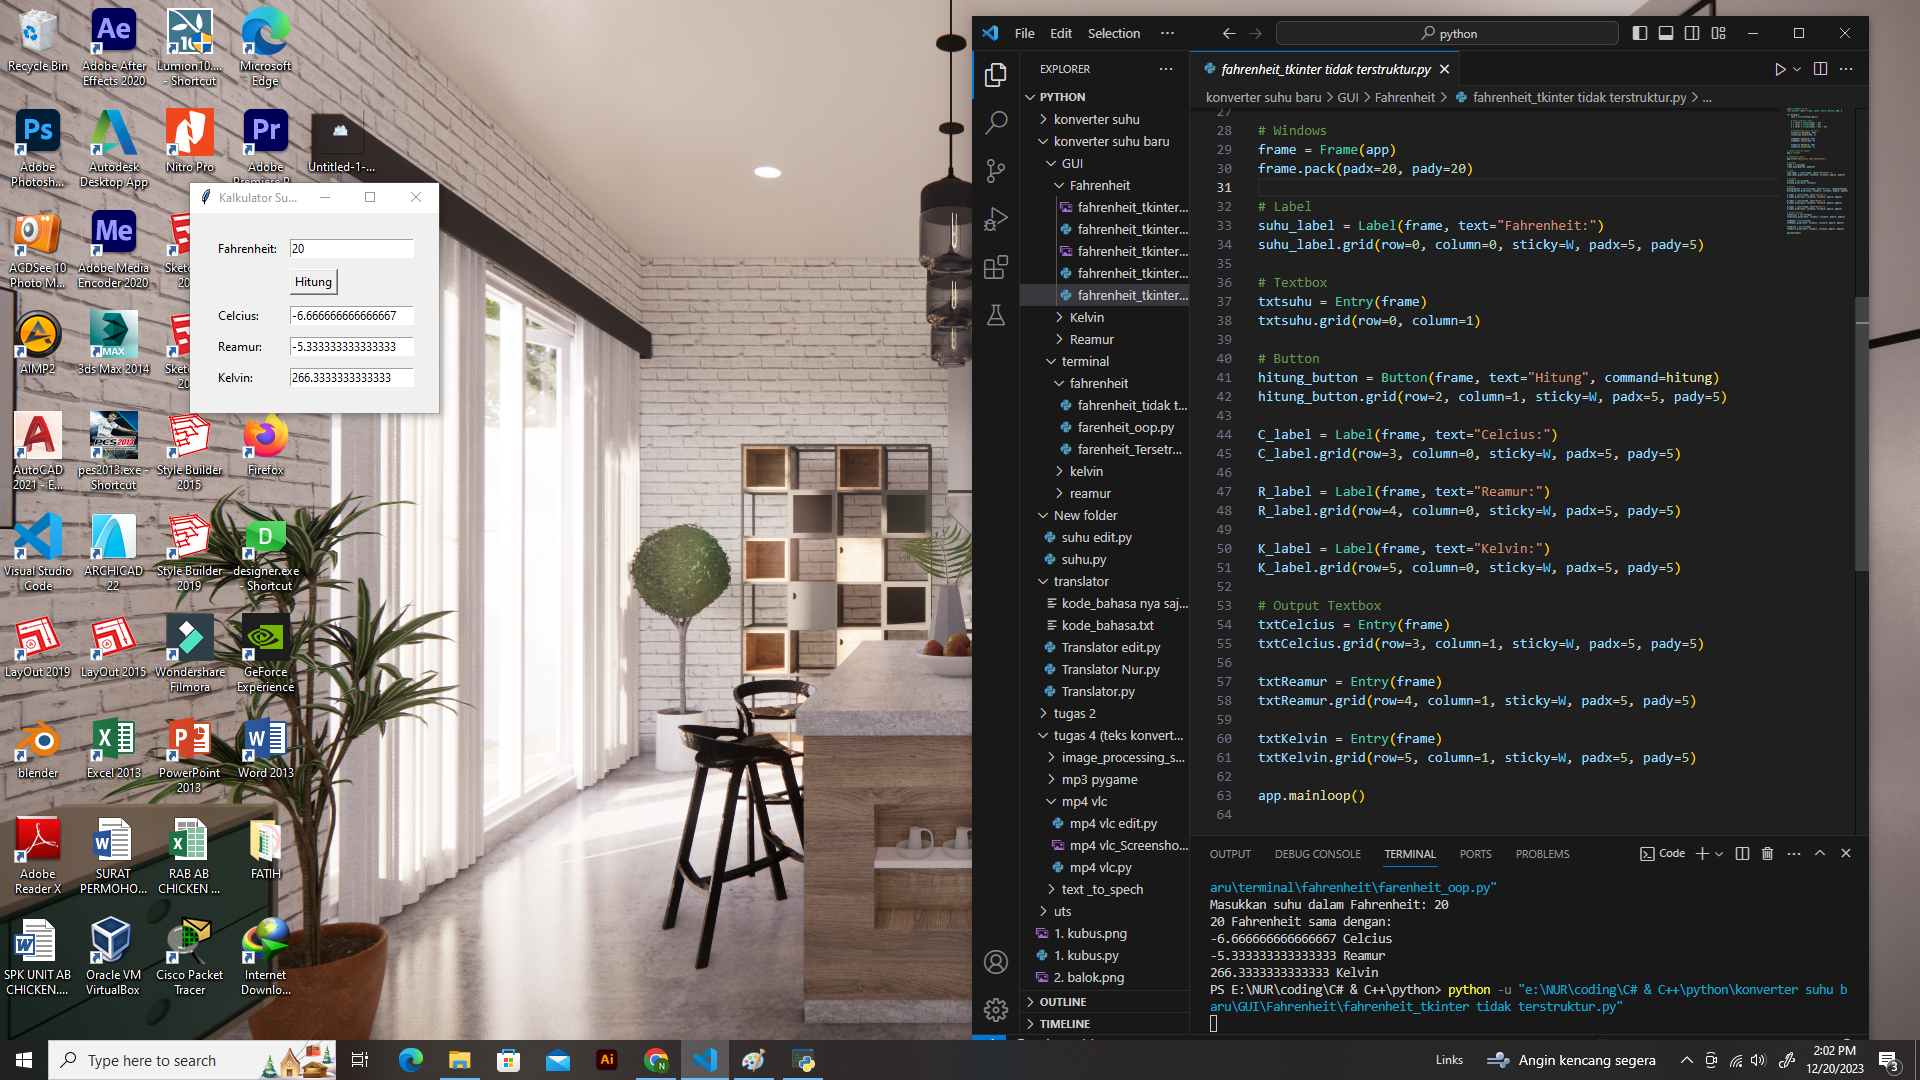 Recycle Bin
Adobe After
Effects 2020
Lumion10....
- Shortcut
Microsoft
Edge
Adobe
Photosh...
Autodesk
Desktop App
Nitro Pro
Adobe
Untitled-1-...
ACDSee 10
Photo M...
Adobe Media
Encoder 2020
AIMP2
3ds Max 2014
AutoCAD
2021 - E...
pes2013.exe -
Shortcut
Style Builder
2015
Firefox
Visual Studio
Code
ARCHICAD
22
Style Builder
2019
designer.exe
- Shortcut
LayOut 2019
LayOut 2015
Wondershare
Filmora
GeForce
Experience
blender
Excel 2013
PowerPoint
2013
Word 2013
Adobe
Reader X
SURAT
PERMOHO...
RAB AB
CHICKEN ...
FATIH
SPK UNIT AB
CHICKEN....
Oracle VM
VirtualBox
Cisco Packet
Tracer
Internet
Downlo...
Kalkulator Su...
Fahrenheit: 20
Hitung
Celcius: -6.666666666666667
Reamur: -5.333333333333333
Kelvin: 266.3333333333333
File Edit Selection ...
python
EXPLORER
PYTHON
konverter suhu
konverter suhu baru
GUI
Fahrenheit
fahrenheit_tkinter...
fahrenheit_tkinter...
fahrenheit_tkinter...
fahrenheit_tkinter...
fahrenheit_tkinter...
Kelvin
Reamur
terminal
fahrenheit
fahrenheit_tidak t...
farenheit_oop.py
farenheit_Tersetr...
kelvin
reamur
New folder
suhu edit.py
suhu.py
translator
kode_bahasa nya saj...
kode_bahasa.txt
Translator edit.py
Translator Nur.py
Translator.py
tugas 2
tugas 4 (teks konvert...
image_processing_s...
mp3 pygame
mp4 vlc
mp4 vlc edit.py
mp4 vlc_Screensho...
mp4 vlc.py
text _to_spech
uts
1. kubus.png
1. kubus.py
2. balok.png
OUTLINE
TIMELINE
fahrenheit_tkinter tidak terstruktur.py
konverter suhu baru > GUI > Fahrenheit > fahrenheit_tkinter tidak terstruktur.py > ...
27
28 # Windows
29 frame = Frame(app)
30 frame.pack(padx=20, pady=20)
31
32 # Label
33 suhu_label = Label(frame, text="Fahrenheit:")
34 suhu_label.grid(row=0, column=0, sticky=W, padx=5, pady=5)
35
36 # Textbox
37 txtsuhu = Entry(frame)
38 txtsuhu.grid(row=0, column=1)
39
40 # Button
41 hitung_button = Button(frame, text="Hitung", command=hitung)
42 hitung_button.grid(row=2, column=1, sticky=W, padx=5, pady=5)
43
44 C_label = Label(frame, text="Celcius:")
45 C_label.grid(row=3, column=0, sticky=W, padx=5, pady=5)
46
47 R_label = Label(frame, text="Reamur:")
48 R_label.grid(row=4, column=0, sticky=W, padx=5, pady=5)
49
50 K_label = Label(frame, text="Kelvin:")
51 K_label.grid(row=5, column=0, sticky=W, padx=5, pady=5)
52
53 # Output Textbox
54 txtCelcius = Entry(frame)
55 txtCelcius.grid(row=3, column=1, sticky=W, padx=5, pady=5)
56
57 txtReamur = Entry(frame)
58 txtReamur.grid(row=4, column=1, sticky=W, padx=5, pady=5)
59
60 txtKelvin = Entry(frame)
61 txtKelvin.grid(row=5, column=1, sticky=W, padx=5, pady=5)
62
63 app.mainloop()
64
OUTPUT DEBUG CONSOLE TERMINAL PORTS PROBLEMS Code
aru\terminal\fahrenheit\farenheit_oop.py"
Masukkan suhu dalam Fahrenheit: 20
20 Fahrenheit sama dengan:
-6.666666666666667 Celcius
-5.333333333333333 Reamur
266.3333333333333 Kelvin
PS E:\NUR\coding\C# & C++\python> python -u "e:\NUR\coding\C# & C++\python\konverter suhu b
aru\GUI\Fahrenheit\fahrenheit_tkinter tidak terstruktur.py"
Type here to search
Links
Angin kencang segera
2:02 PM
12/20/2023
3